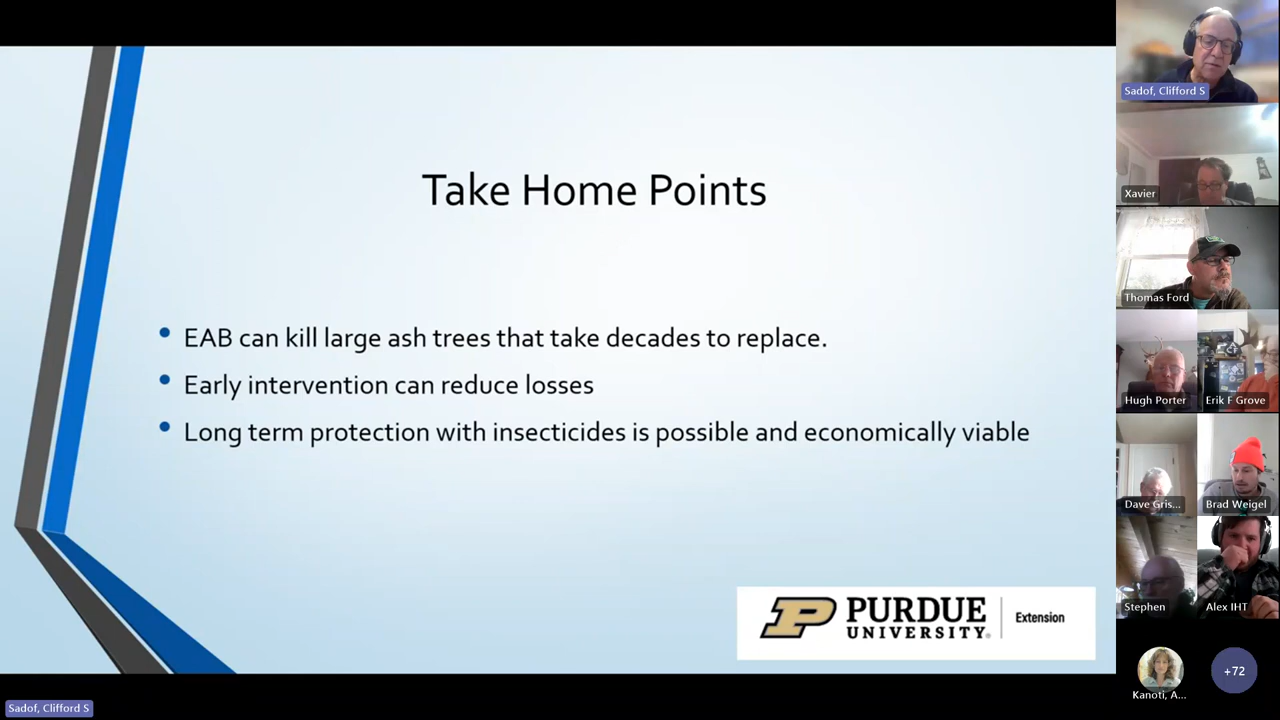 Take Home Points
• EAB can kill large ash trees that take decades to replace.
• Early intervention can reduce losses
• Long term protection with insecticides is possible and economically viable
PURDUE
UNIVERSITY®
Extension
Sadof, Clifford S
Sadof, Clifford S
Xavier
Thomas Ford
Hugh Porter
Erik F Grove
Dave Gris...
Brad Weigel
Stephen
Alex IHT
Kanoti, A...
+72